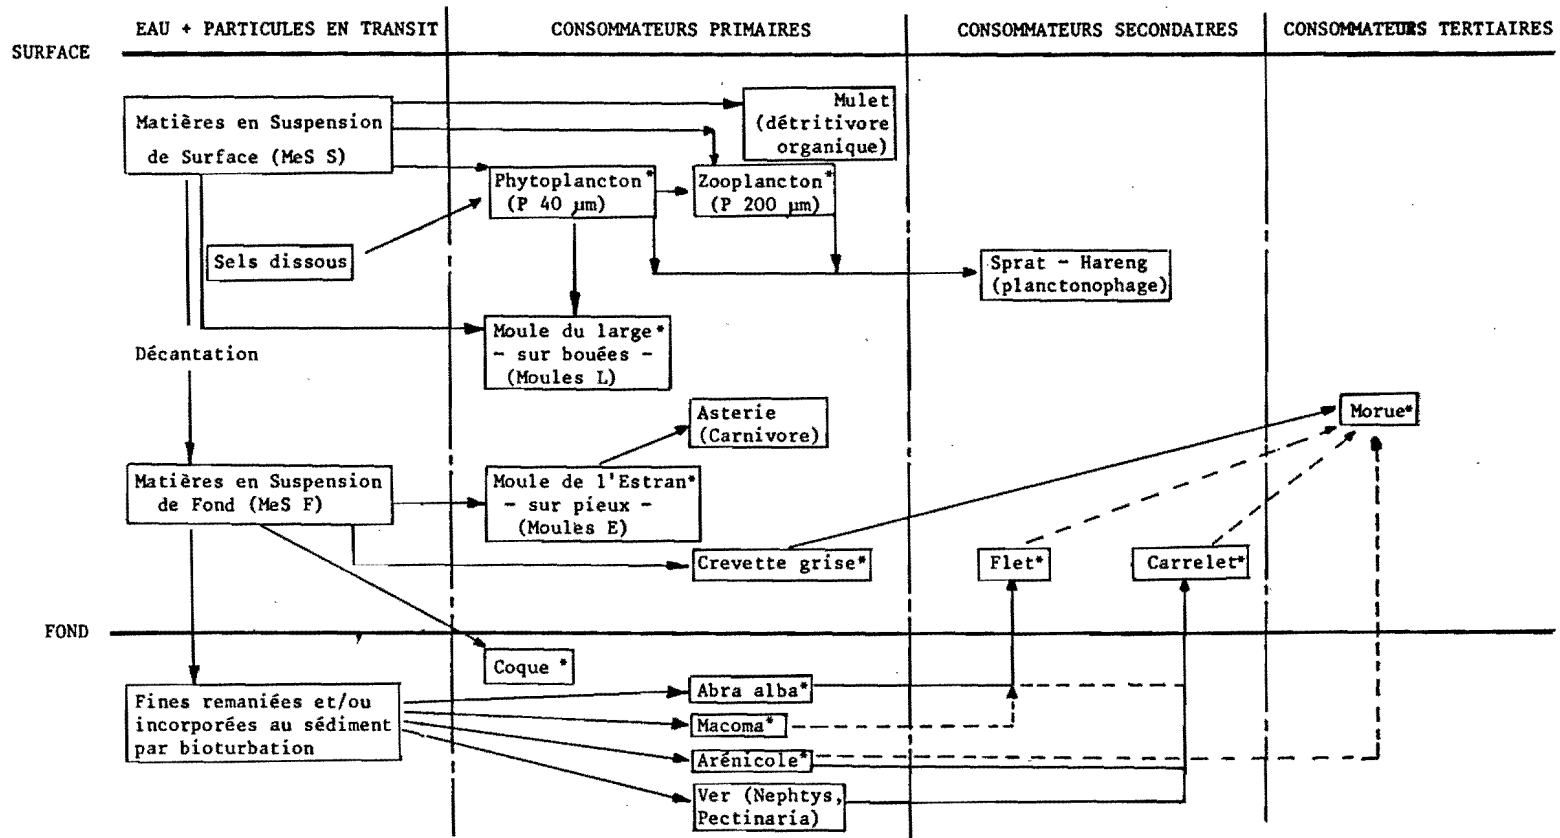 EAU + PARTICULES EN TRANSIT
CONSOMMATEURS PRIMAIRES
CONSOMMATEURS SECONDAIRES
CONSOMMATEURS TERTIAIRES
SURFACE
Matières en Suspension
de Surface (MeS S)
Mulet
(détritivore
organique)
Phytoplancton*
(P 40 µm)
Zooplancton*
(P 200 µm)
Sels dissous
Sprat - Hareng
(planctonophage)
Moule du large*
- sur bouées -
(Moules L)
Décantation
Asterie
(Carnivore)
Morue*
Matières en Suspension
de Fond (MeS F)
Moule de l'Estran*
- sur pieux -
(Moules E)
Crevette grise*
Flet*
Carrelet*
FOND
Coque *
Fines remaniées et/ou
incorporées au sédiment
par bioturbation
Abra alba*
Macoma*
Arénicole*
Ver (Nephtys,
Pectinaria)